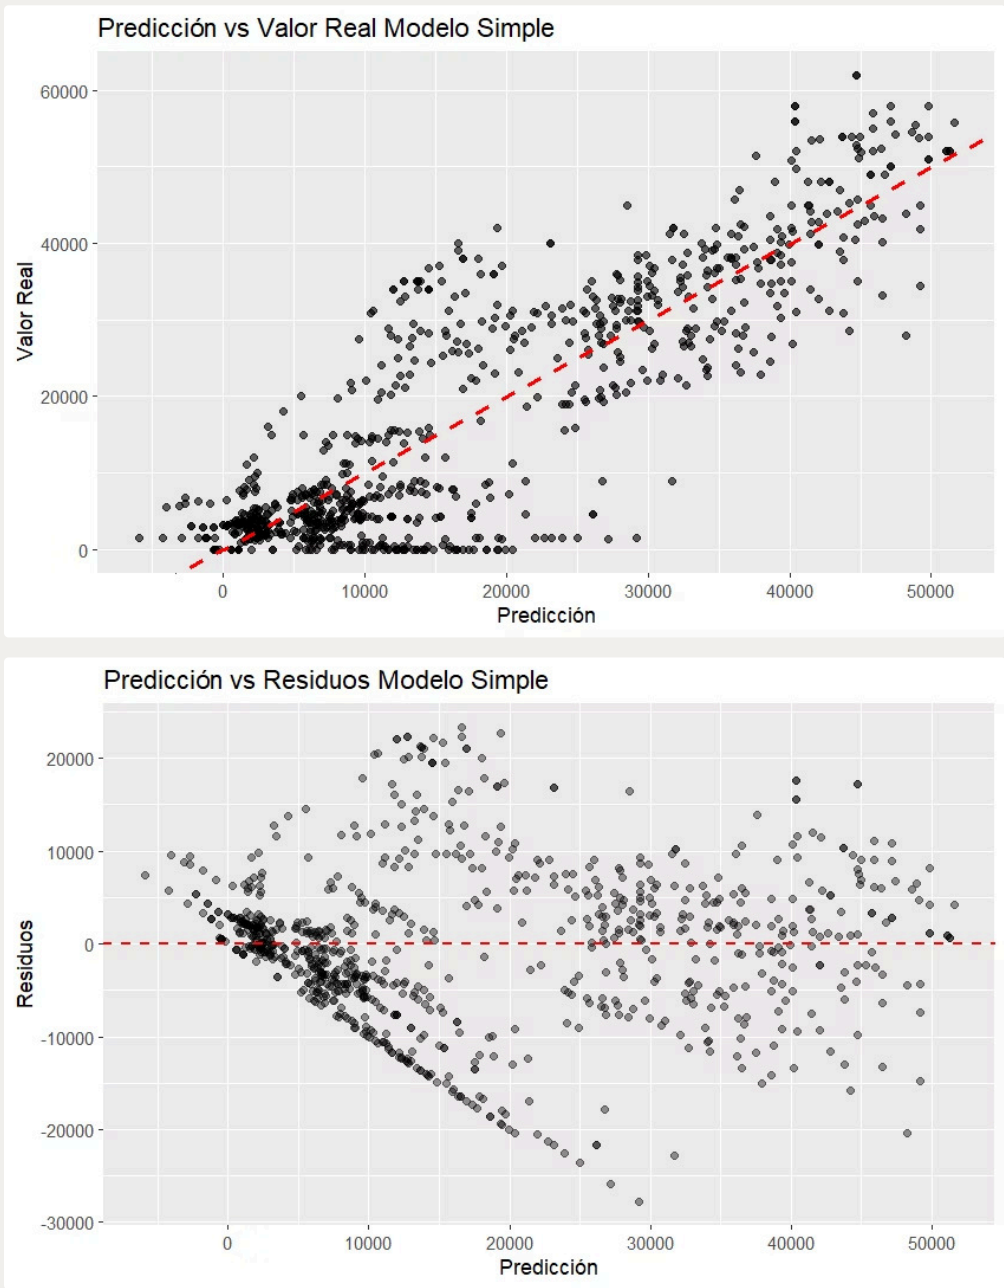 Predicción vs Valor Real Modelo Simple
60000
40000
20000
0
Valor Real
0 10000 20000 30000 40000 50000
Predicción
Predicción vs Residuos Modelo Simple
20000
10000
0
-10000
-20000
-30000
Residuos
0 10000 20000 30000 40000 50000
Predicción